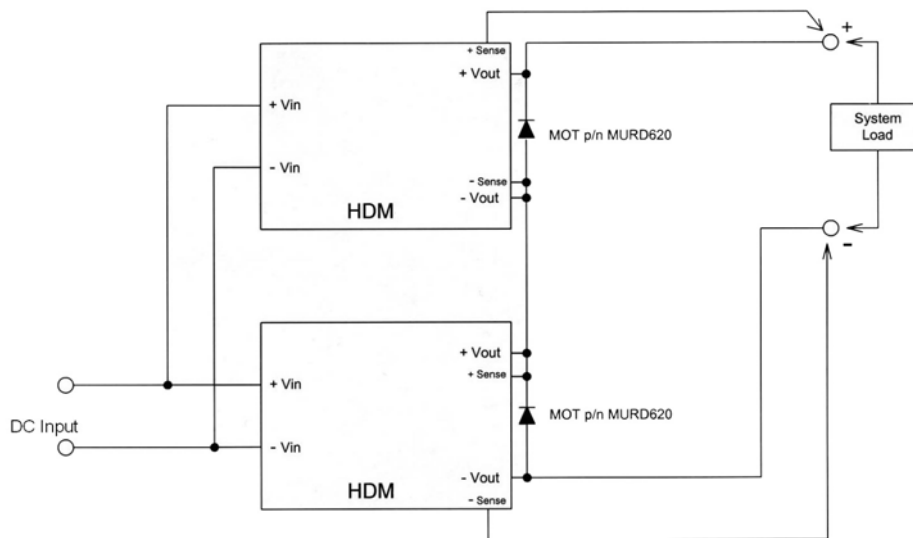 + Sense
+ Vout
+ Vin
- Vin
- Sense
- Vout
HDM
MOT p/n MURD620
+
System
Load
-
+ Vout
+ Sense
+ Vin
- Vin
- Vout
- Sense
HDM
MOT p/n MURD620
DC Input